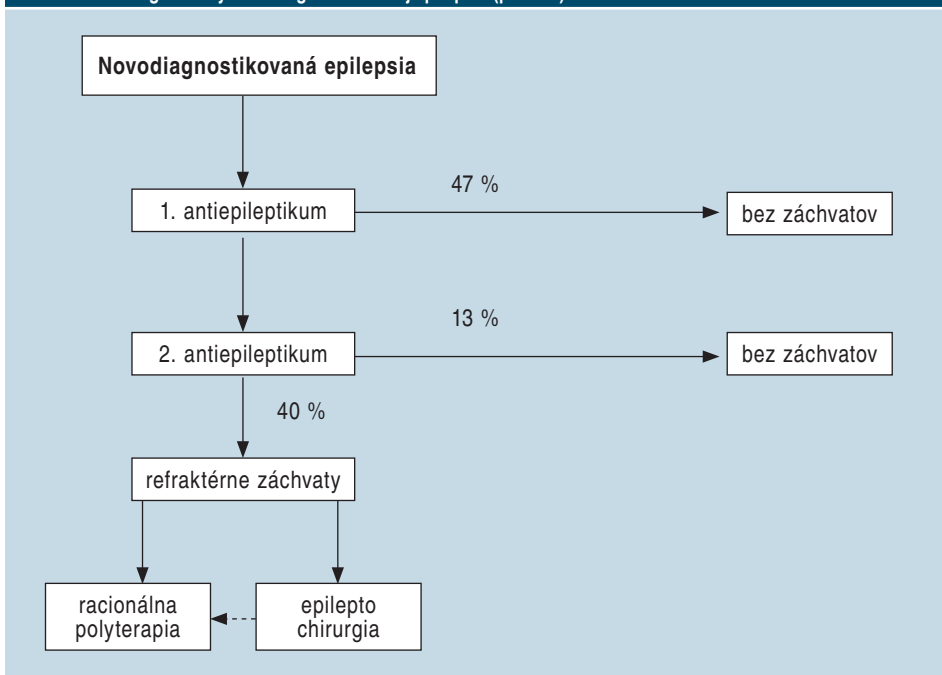 Novodiagnostikovaná epilepsia
47 %
1. antiepileptikum
bez záchvatov
13 %
2. antiepileptikum
bez záchvatov
40 %
refraktérne záchvaty
racionálna
polyterapia
epilepto
chirurgia